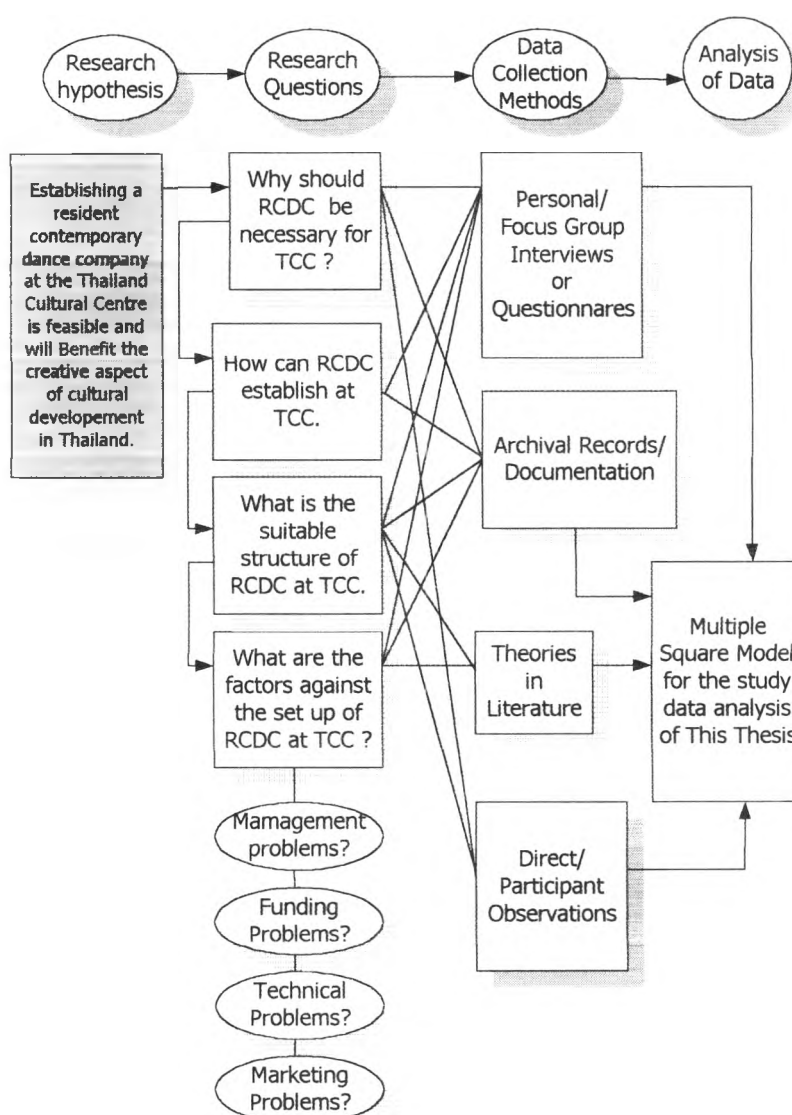 Research
hypothesis
Research
Questions
Data
Collection
Methods
Analysis
of Data
Establishing a
resident
contemporary
dance company
at the Thailand
Cultural Centre
is feasible and
will Benefit the
creative aspect
of cultural
developement
in Thailand.
Why should
RCDC be
necessary for
TCC ?
How can RCDC
establish at
TCC.
What is the
suitable
structure of
RCDC at TCC.
What are the
factors against
the set up of
RCDC at TCC ?
Mamagement
problems?
Funding
Problems?
Technical
Problems?
Marketing
Problems?
Personal/
Focus Group
Interviews
or
Questionnares
Archival Records/
Documentation
Theories
in
Literature
Direct/
Participant
Observations
Multiple
Square Model
for the study
data analysis
of This Thesis